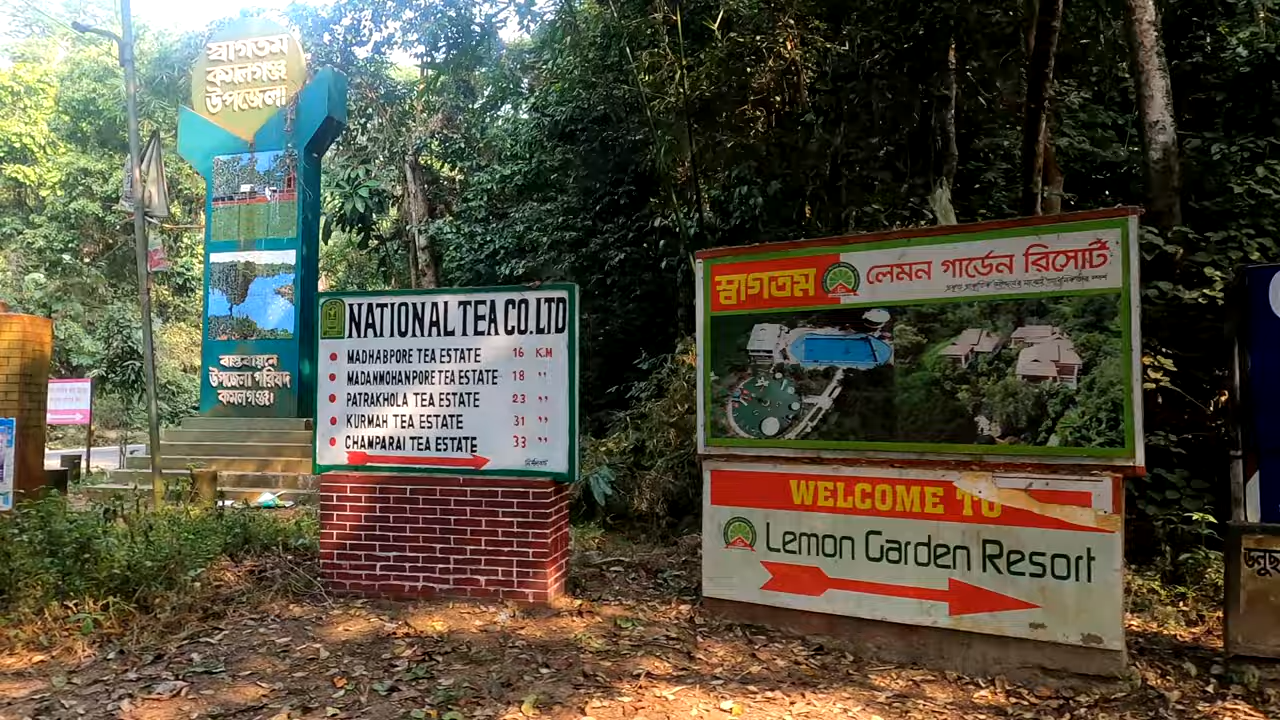 স্বাগতম
কমলগঞ্জ
উপজেলা
বাস্তবায়নে
উপজেলা পরিষদ
কমলগঞ্জ।
NATIONAL TEA CO.LTD
MADHABPORE TEA ESTATE 16 K.M
MADANMOHANPORE TEA ESTATE 18 "
PATRAKHOLA TEA ESTATE 23 "
KURMAH TEA ESTATE 31 "
CHAMPARAI TEA ESTATE 33 "
স্বাগতম লেমন গার্ডেন রিসোর্ট
WELCOME TO
Lemon Garden Resort